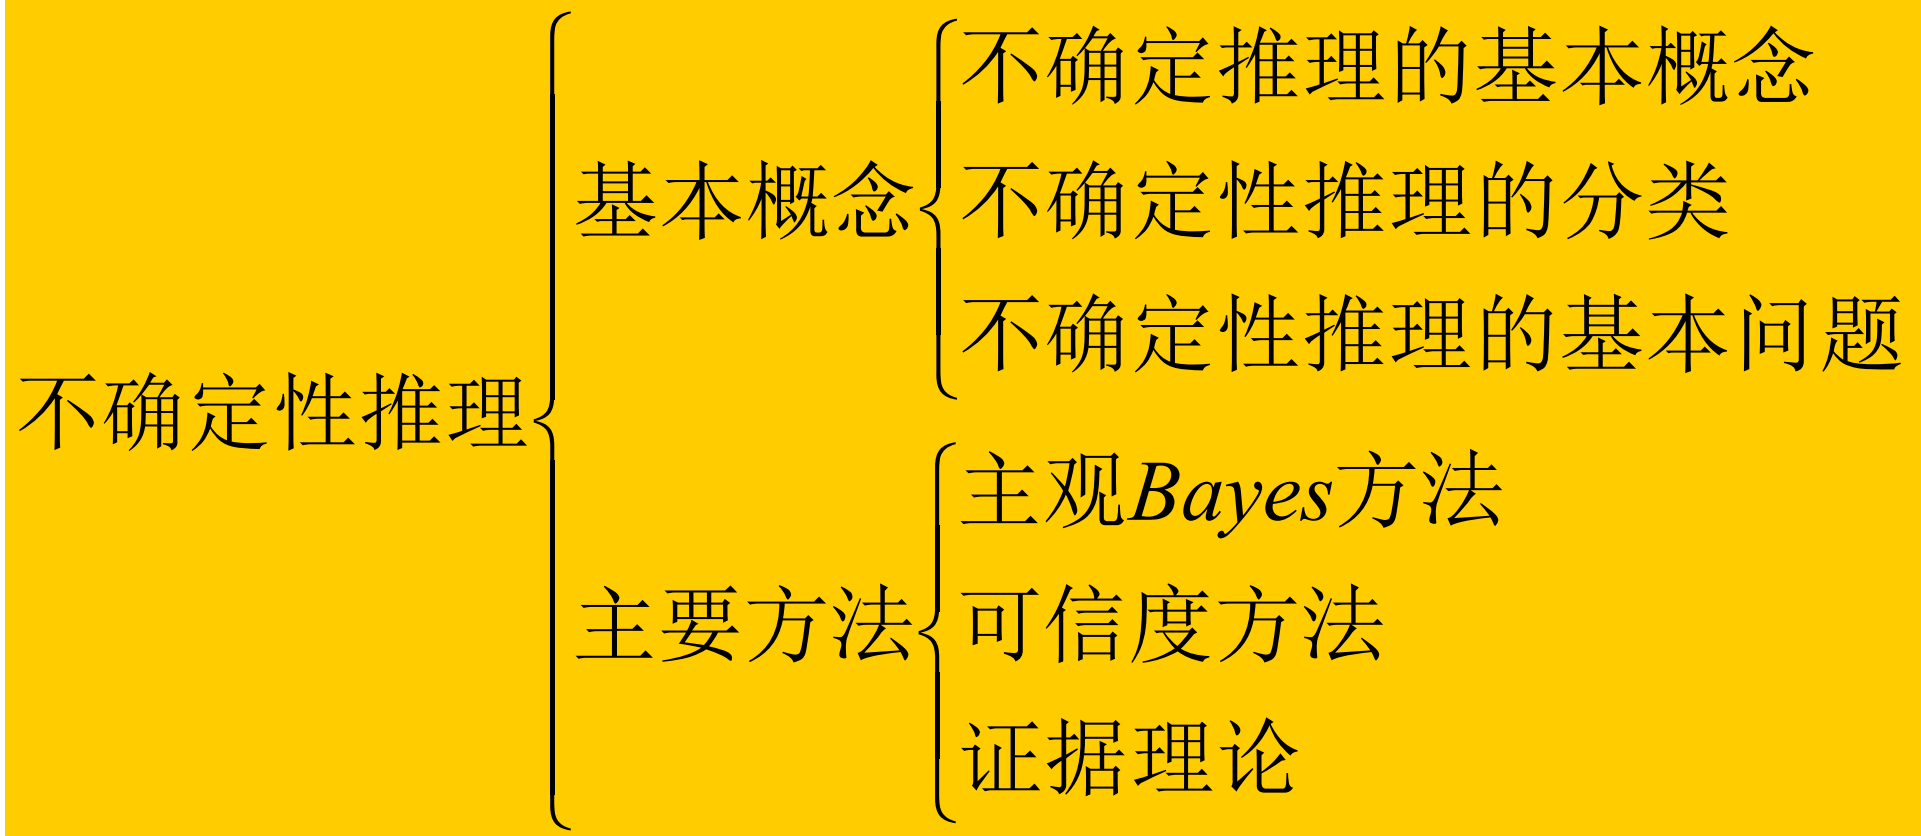 不确定性推理
基本概念
不确定推理的基本概念
不确定性推理的分类
不确定性推理的基本问题
主要方法
主观Bayes方法
可信度方法
证据理论